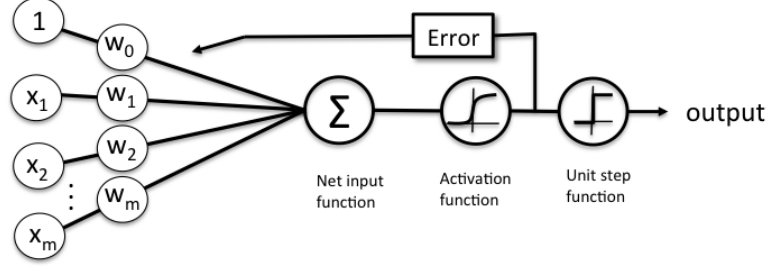 1
w₀
Error
x₁
w₁
Σ
output
x₂
w₂
⋮
wₘ
xₘ
Net input
function
Activation
function
Unit step
function